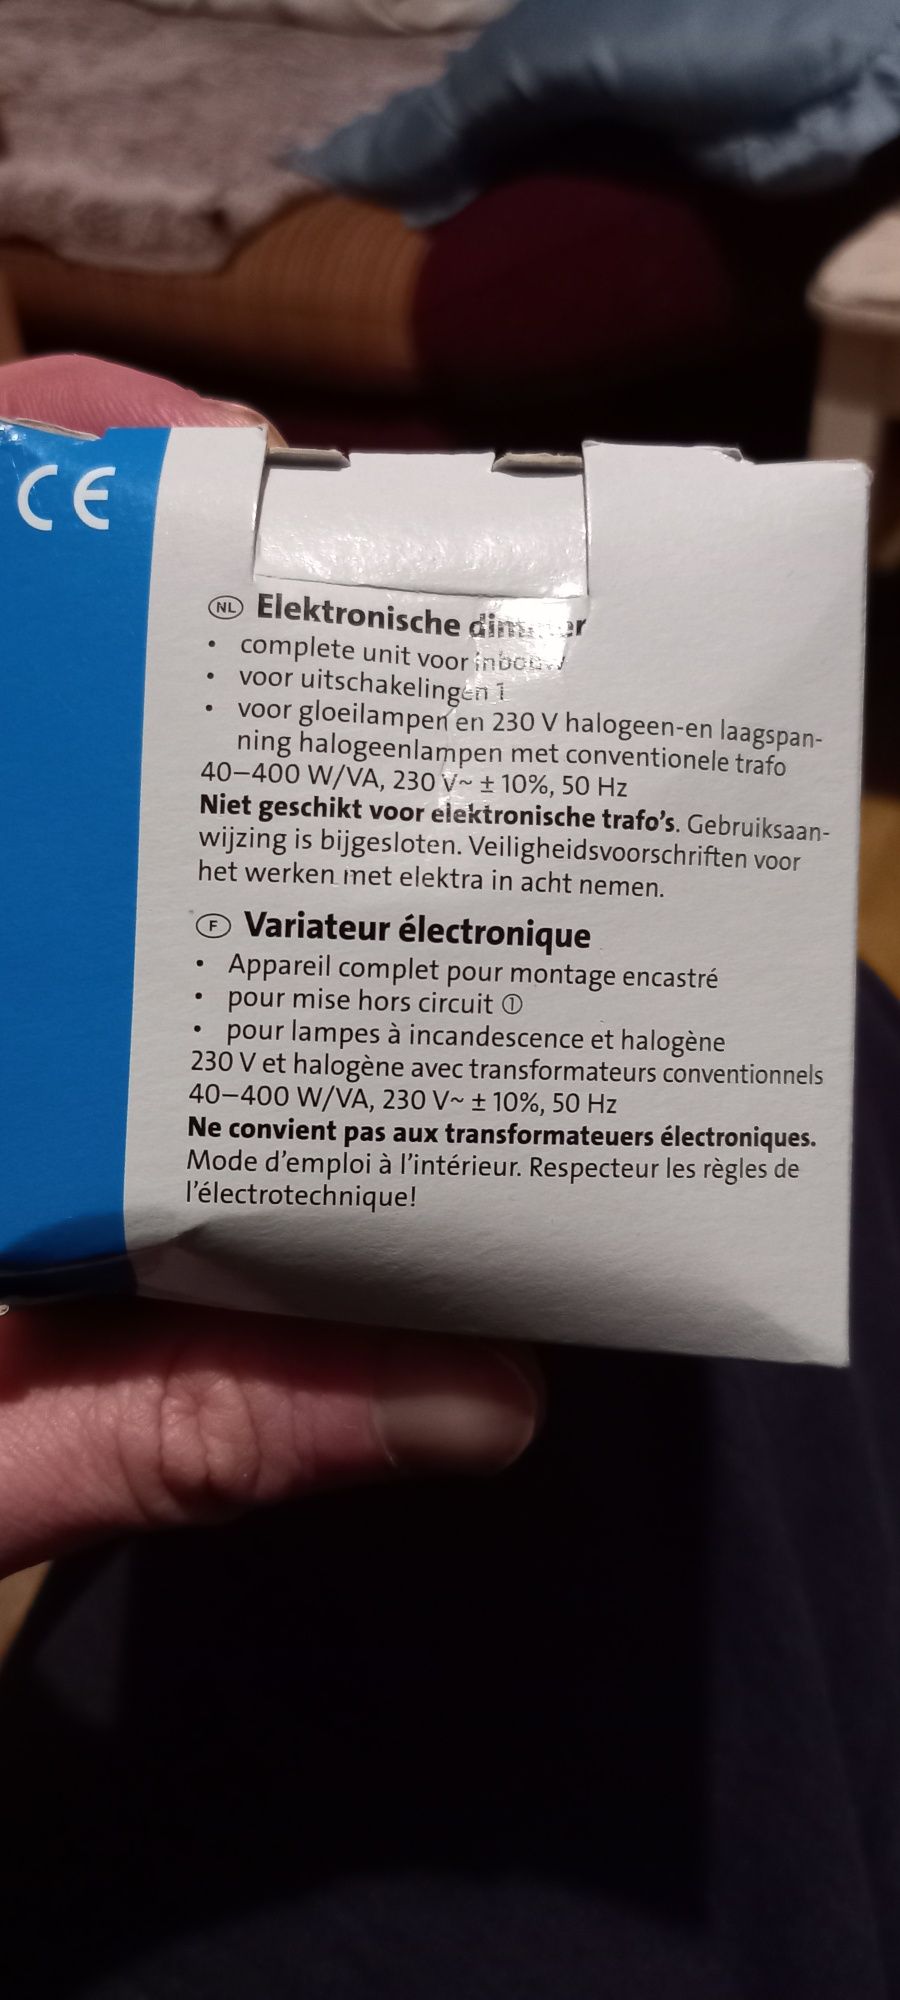 CE
NL Elektronische dimmer
• complete unit voor inbouw
• voor uitschakelingen 1
• voor gloeilampen en 230 V halogeen-en laagspan-
ning halogeenlampen met conventionele trafo
40–400 W/VA, 230 V~ ± 10%, 50 Hz
Niet geschikt voor elektronische trafo's. Gebruiksaan-
wijzing is bijgesloten. Veiligheidsvoorschriften voor
het werken met elektra in acht nemen.
F Variateur électronique
• Appareil complet pour montage encastré
• pour mise hors circuit ①
• pour lampes à incandescence et halogène
230 V et halogène avec transformateurs conventionnels
40–400 W/VA, 230 V~ ± 10%, 50 Hz
Ne convient pas aux transformateuers électroniques.
Mode d'emploi à l'intérieur. Respecteur les règles de
l'électrotechnique!